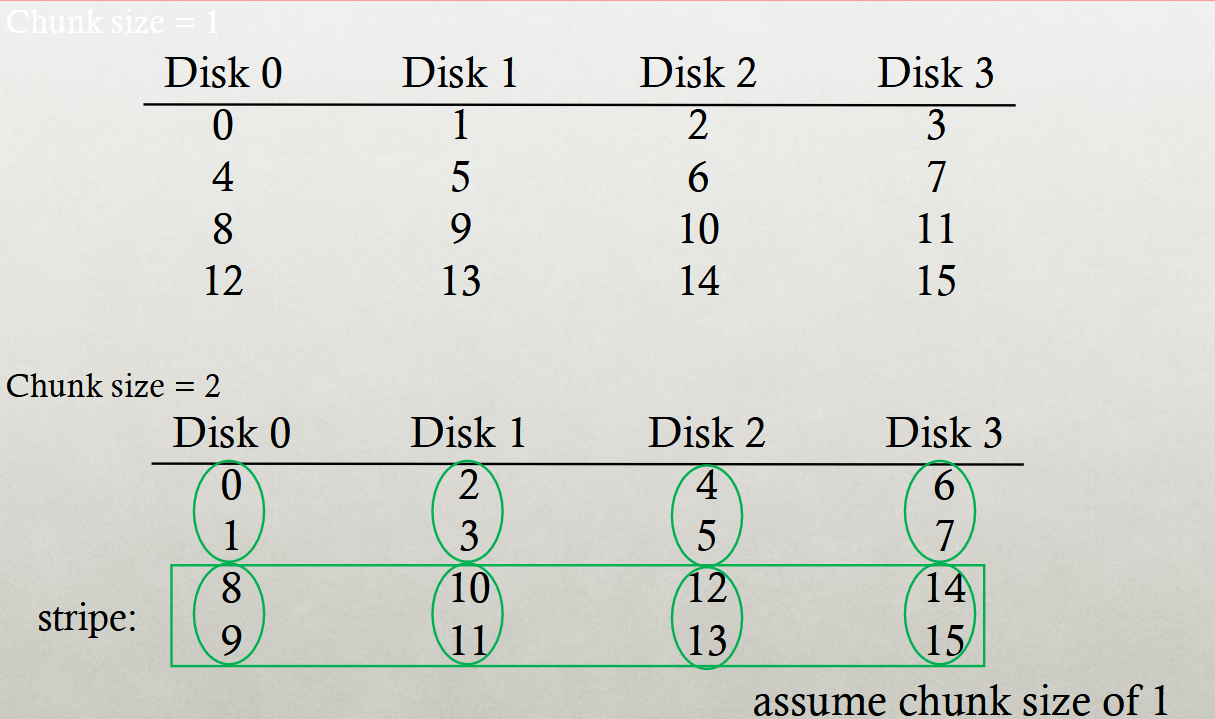 Chunk size = 1
Disk 0 Disk 1 Disk 2 Disk 3
0 1 2 3
4 5 6 7
8 9 10 11
12 13 14 15
Chunk size = 2
Disk 0 Disk 1 Disk 2 Disk 3
0 2 4 6
1 3 5 7
stripe:
8 10 12 14
9 11 13 15
assume chunk size of 1